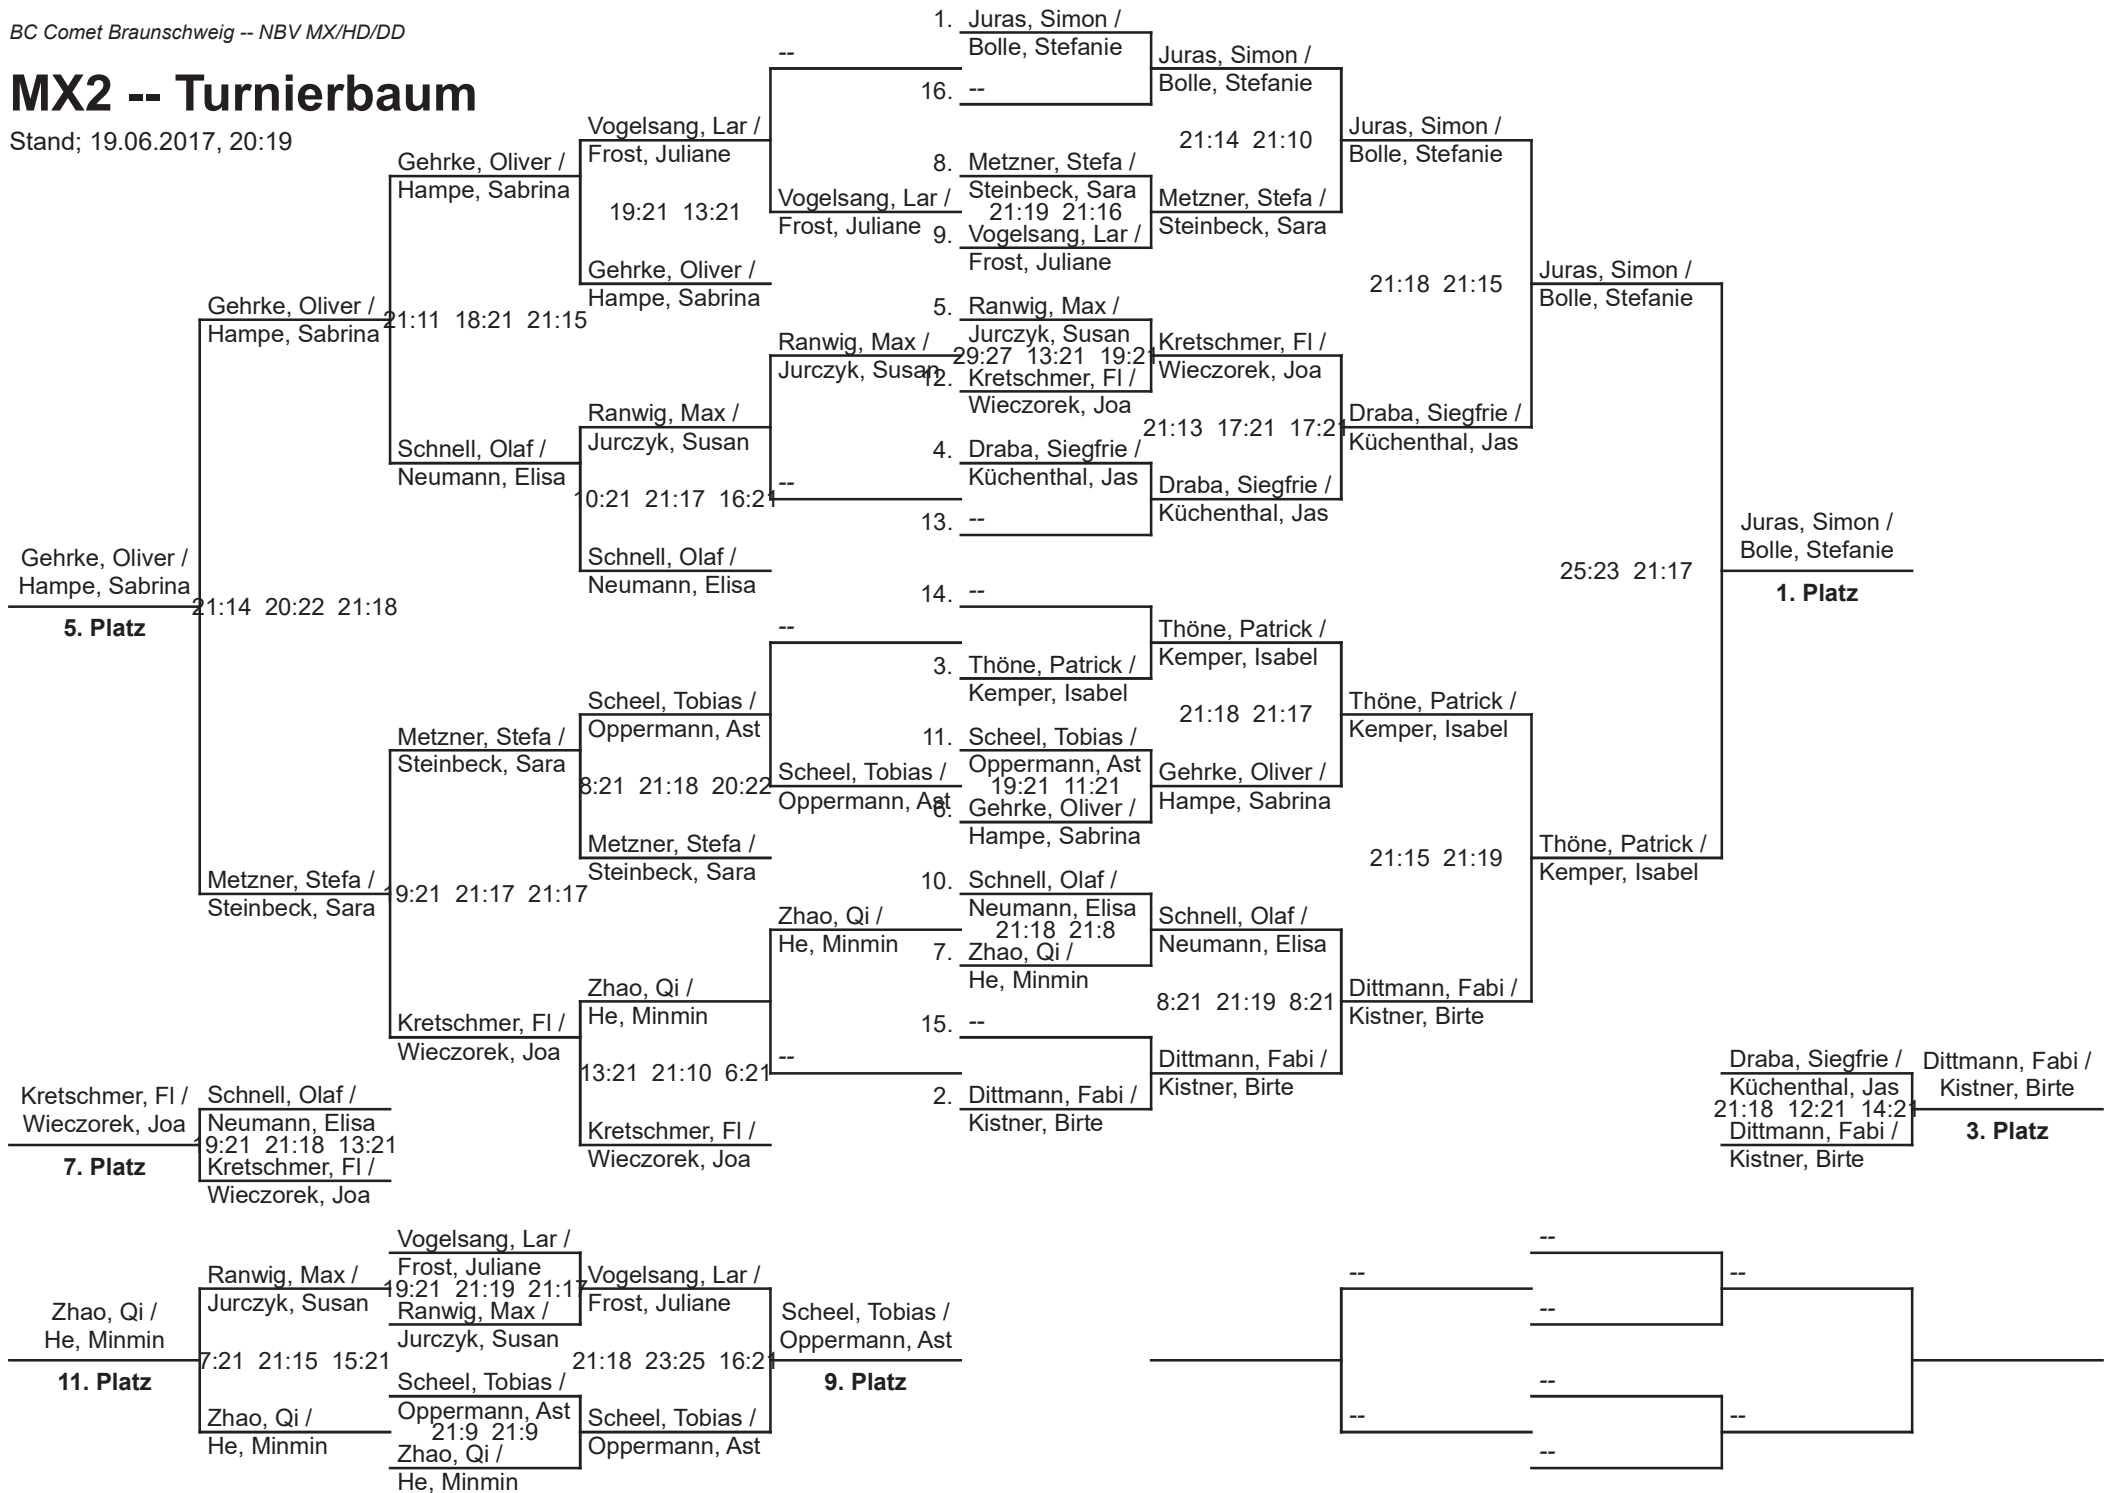 BC Comet Braunschweig -- NBV MX/HD/DD
MX2 -- Turnierbaum
Stand; 19.06.2017, 20:19
Gehrke, Oliver /
Hampe, Sabrina
5. Platz
Kretschmer, Fl /
Wieczorek, Joa
7. Platz
Zhao, Qi /
He, Minmin
11. Platz
Gehrke, Oliver /
Hampe, Sabrina
21:14 20:22 21:18
Metzner, Stefa /
Steinbeck, Sara
Schnell, Olaf /
Neumann, Elisa
19:21 21:18 13:21
Kretschmer, Fl /
Wieczorek, Joa
Ranwig, Max /
Jurczyk, Susan
7:21 21:15 15:21
Zhao, Qi /
He, Minmin
Gehrke, Oliver /
Hampe, Sabrina
21:11 18:21 21:15
Schnell, Olaf /
Neumann, Elisa
Metzner, Stefa /
Steinbeck, Sara
19:21 21:17 21:17
Kretschmer, Fl /
Wieczorek, Joa
Vogelsang, Lar /
Frost, Juliane
19:21 21:19 21:17
Ranwig, Max /
Jurczyk, Susan
Scheel, Tobias /
Oppermann, Ast
21:9 21:9
Zhao, Qi /
He, Minmin
Vogelsang, Lar /
Frost, Juliane
19:21 13:21
Gehrke, Oliver /
Hampe, Sabrina
Ranwig, Max /
Jurczyk, Susan
10:21 21:17 16:21
Schnell, Olaf /
Neumann, Elisa
Scheel, Tobias /
Oppermann, Ast
8:21 21:18 20:22
Metzner, Stefa /
Steinbeck, Sara
Zhao, Qi /
He, Minmin
13:21 21:10 6:21
Kretschmer, Fl /
Wieczorek, Joa
Vogelsang, Lar /
Frost, Juliane
21:18 23:25 16:21
Scheel, Tobias /
Oppermann, Ast
--
Vogelsang, Lar /
Frost, Juliane
Ranwig, Max /
Jurczyk, Susan
--
--
Scheel, Tobias /
Oppermann, Ast
Zhao, Qi /
He, Minmin
--
Scheel, Tobias /
Oppermann, Ast
9. Platz
1. Juras, Simon /
Bolle, Stefanie
16. --
8. Metzner, Stefa /
Steinbeck, Sara
21:19 21:16
9. Vogelsang, Lar /
Frost, Juliane
5. Ranwig, Max /
Jurczyk, Susan
29:27 13:21 19:21
12. Kretschmer, Fl /
Wieczorek, Joa
4. Draba, Siegfrie /
Küchenthal, Jas
13. --
14. --
3. Thöne, Patrick /
Kemper, Isabel
11. Scheel, Tobias /
Oppermann, Ast
19:21 11:21
6. Gehrke, Oliver /
Hampe, Sabrina
10. Schnell, Olaf /
Neumann, Elisa
21:18 21:8
7. Zhao, Qi /
He, Minmin
15. --
2. Dittmann, Fabi /
Kistner, Birte
Juras, Simon /
Bolle, Stefanie
21:14 21:10
Metzner, Stefa /
Steinbeck, Sara
Kretschmer, Fl /
Wieczorek, Joa
21:13 17:21 17:21
Draba, Siegfrie /
Küchenthal, Jas
Thöne, Patrick /
Kemper, Isabel
21:18 21:17
Gehrke, Oliver /
Hampe, Sabrina
Schnell, Olaf /
Neumann, Elisa
8:21 21:19 8:21
Dittmann, Fabi /
Kistner, Birte
Juras, Simon /
Bolle, Stefanie
21:18 21:15
Draba, Siegfrie /
Küchenthal, Jas
Thöne, Patrick /
Kemper, Isabel
21:15 21:19
Dittmann, Fabi /
Kistner, Birte
Juras, Simon /
Bolle, Stefanie
25:23 21:17
Thöne, Patrick /
Kemper, Isabel
Juras, Simon /
Bolle, Stefanie
1. Platz
Draba, Siegfrie /
Küchenthal, Jas
21:18 12:21 14:21
Dittmann, Fabi /
Kistner, Birte
Dittmann, Fabi /
Kistner, Birte
3. Platz
--
--
--
--
--
--
--
--